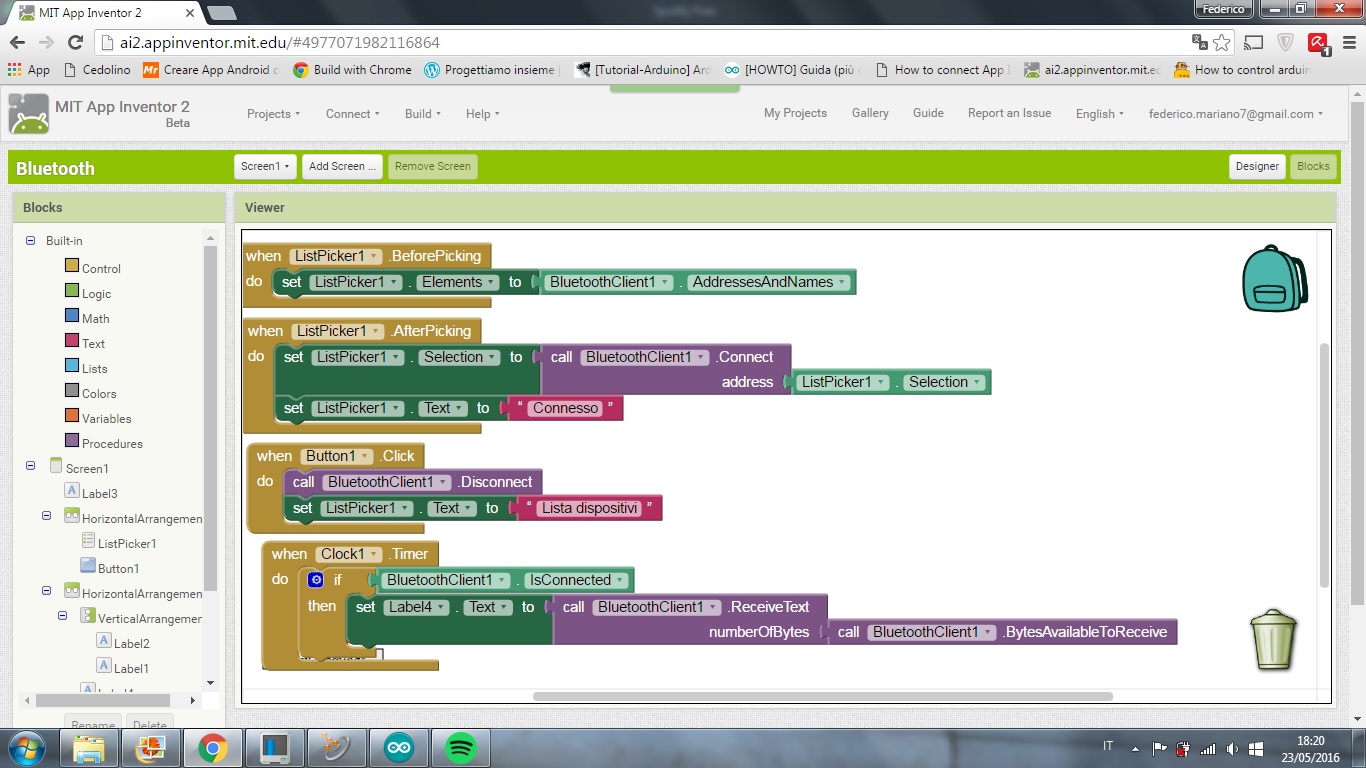 MIT App Inventor 2
Federico
ai2.appinventor.mit.edu/#4977071982116864
App Cedolino Mr Creare App Android Build with Chrome Progettiamo insieme [Tutorial-Arduino] [HOWTO] Guida (più How to connect App ai2.appinventor.mit.ed How to control arduin
MIT App Inventor 2
Beta
Projects Connect Build Help My Projects Gallery Guide Report an Issue English federico.mariano7@gmail.com
Bluetooth Screen1 Add Screen ... Remove Screen Designer Blocks
Blocks
Viewer
Built-in
Control
Logic
Math
Text
Lists
Colors
Variables
Procedures
Screen1
Label3
HorizontalArrangemen
ListPicker1
Button1
HorizontalArrangemen
VerticalArrangemen
Label2
Label1
Rename Delete
when ListPicker1 .BeforePicking
do set ListPicker1 . Elements to BluetoothClient1 . AddressesAndNames
when ListPicker1 .AfterPicking
do set ListPicker1 . Selection to call BluetoothClient1 .Connect
address ListPicker1 . Selection
set ListPicker1 . Text to “ Connesso ”
when Button1 .Click
do call BluetoothClient1 .Disconnect
set ListPicker1 . Text to “ Lista dispositivi ”
when Clock1 .Timer
do if BluetoothClient1 . IsConnected
then set Label4 . Text to call BluetoothClient1 .ReceiveText
numberOfBytes call BluetoothClient1 .BytesAvailableToReceive
IT
18:20
23/05/2016